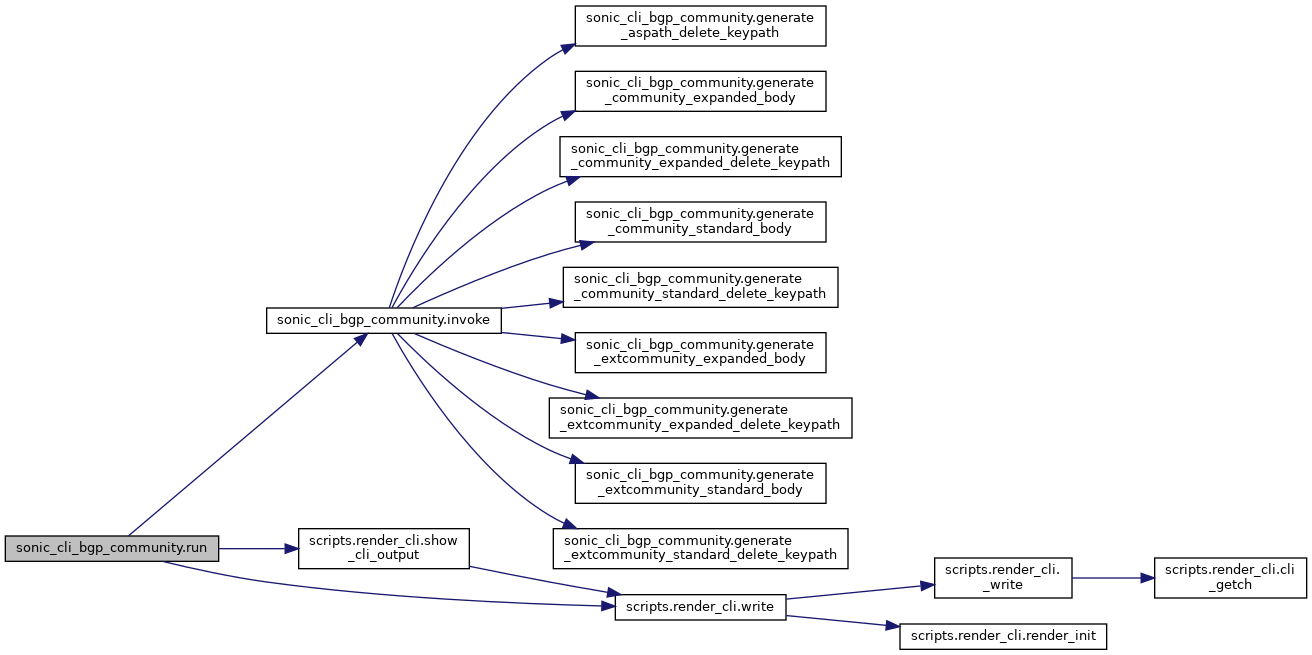 sonic_cli_bgp_community.generate
_aspath_delete_keypath
sonic_cli_bgp_community.generate
_community_expanded_body
sonic_cli_bgp_community.generate
_community_expanded_delete_keypath
sonic_cli_bgp_community.generate
_community_standard_body
sonic_cli_bgp_community.generate
_community_standard_delete_keypath
sonic_cli_bgp_community.invoke
sonic_cli_bgp_community.generate
_extcommunity_expanded_body
sonic_cli_bgp_community.generate
_extcommunity_expanded_delete_keypath
sonic_cli_bgp_community.generate
_extcommunity_standard_body
sonic_cli_bgp_community.run
scripts.render_cli.show
_cli_output
sonic_cli_bgp_community.generate
_extcommunity_standard_delete_keypath
scripts.render_cli.write
scripts.render_cli.
_write
scripts.render_cli.cli
_getch
scripts.render_cli.render_init